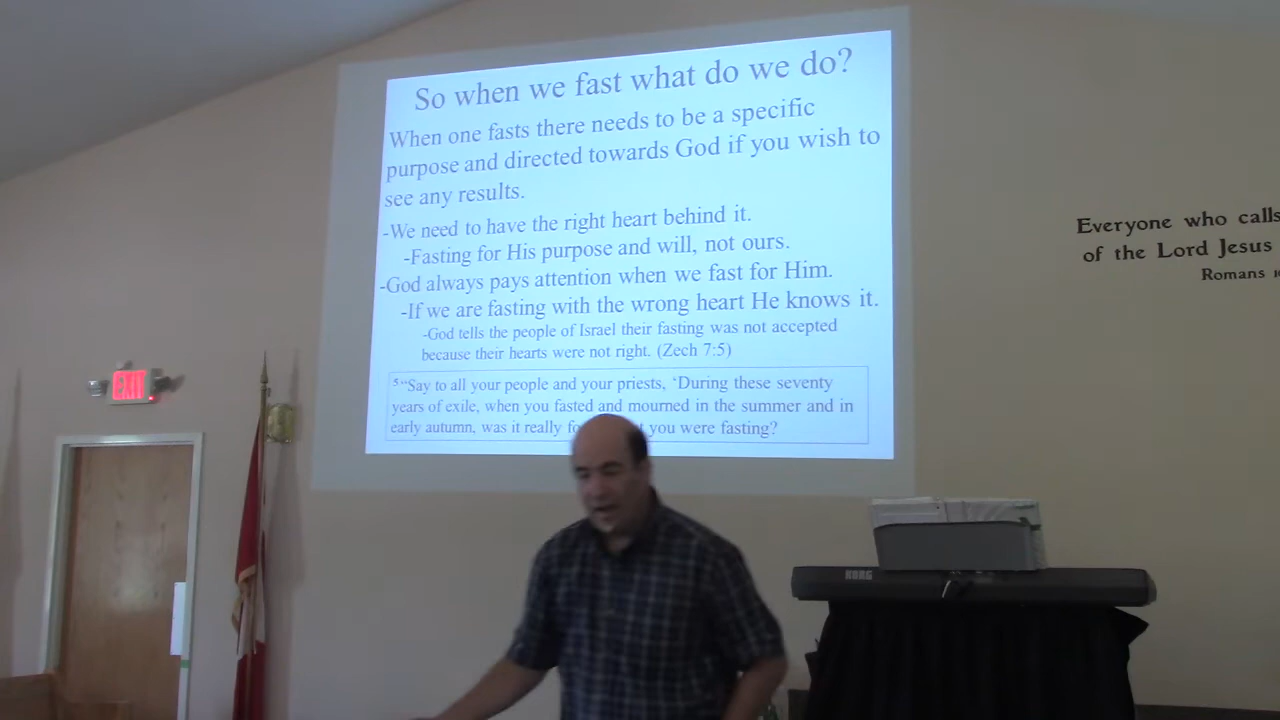 So when we fast what do we do?
When one fasts there needs to be a specific
purpose and directed towards God if you wish to
see any results.
-We need to have the right heart behind it.
-Fasting for His purpose and will, not ours.
-God always pays attention when we fast for Him.
-If we are fasting with the wrong heart He knows it.
-God tells the people of Israel their fasting was not accepted
because their hearts were not right. (Zech 7:5)
5 “Say to all your people and your priests, ‘During these seventy
years of exile, when you fasted and mourned in the summer and in
early autumn, was it really you were fasting?
Everyone who calls
of the Lord Jesus
Romans
EXIT
KORG